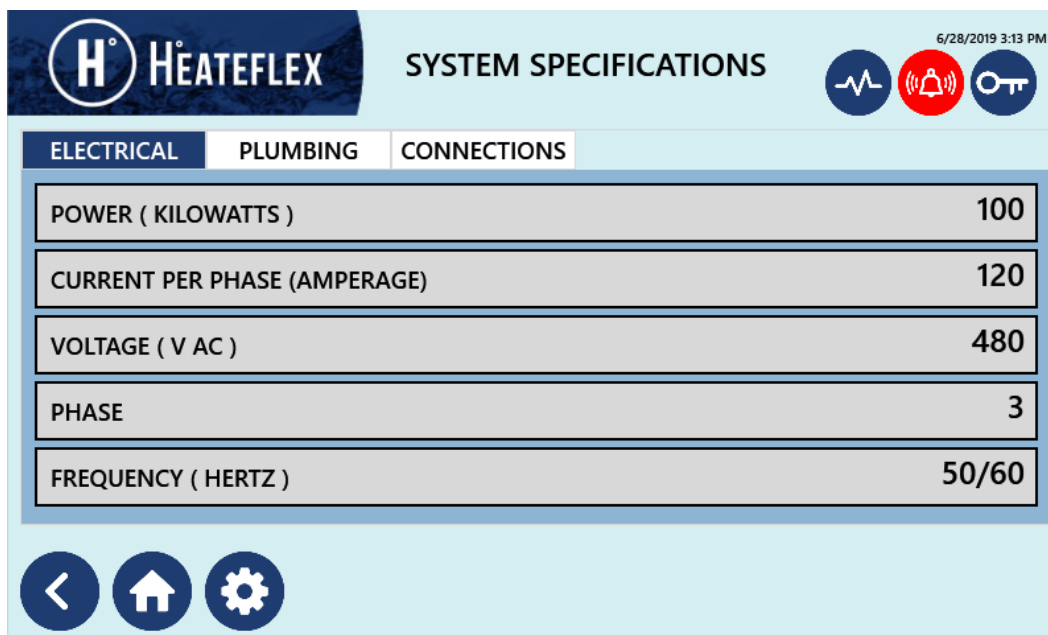 6/28/2019 3:13 PM
H° HEATEFLEX
SYSTEM SPECIFICATIONS
ELECTRICAL PLUMBING CONNECTIONS
POWER ( KILOWATTS ) 100
CURRENT PER PHASE (AMPERAGE) 120
VOLTAGE ( V AC ) 480
PHASE 3
FREQUENCY ( HERTZ ) 50/60